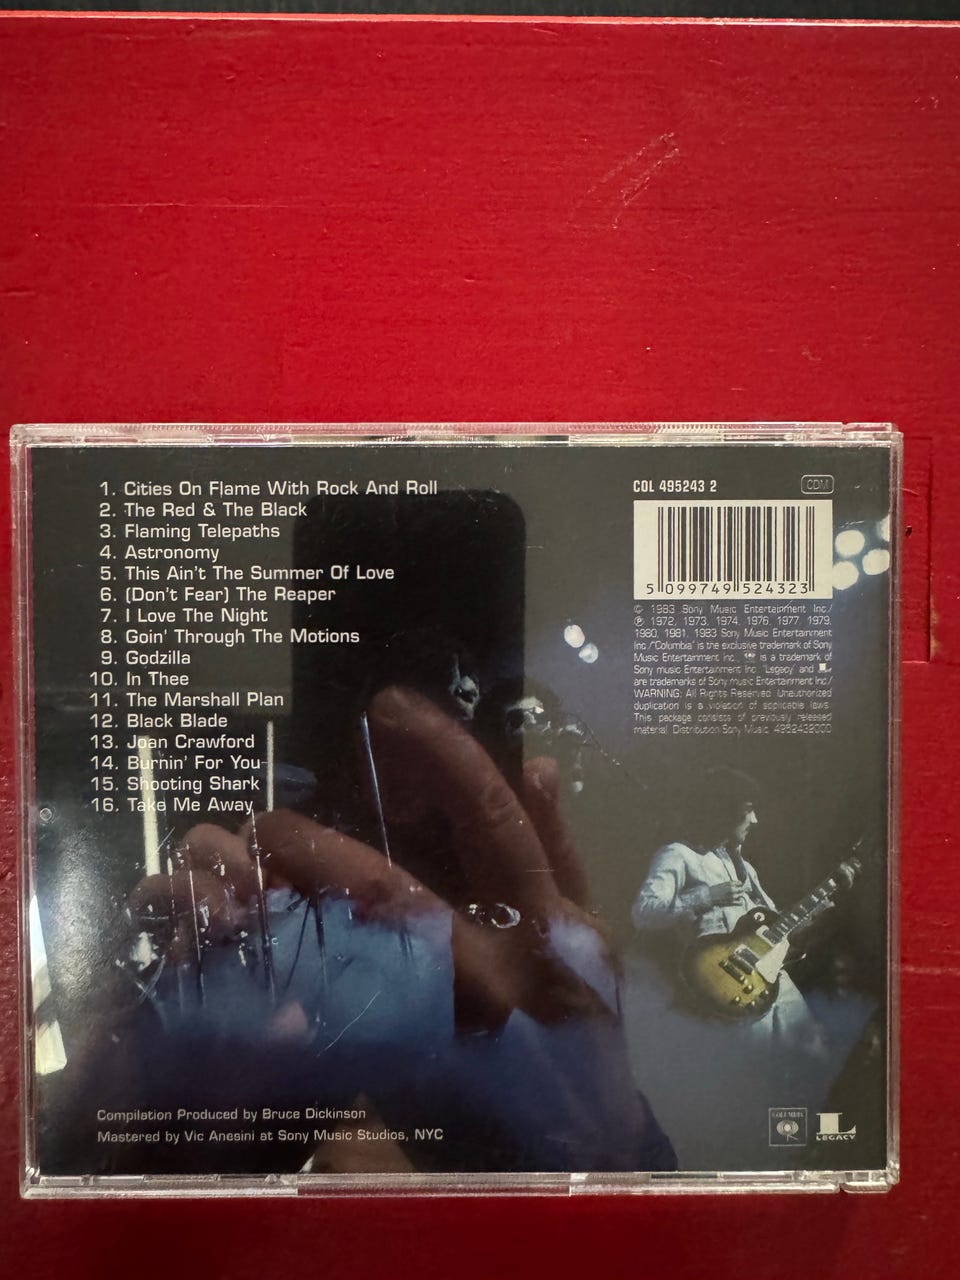 1. Cities On Flame With Rock And Roll
2. The Red & The Black
3. Flaming Telepaths
4. Astronomy
5. This Ain't The Summer Of Love
6. (Don't Fear) The Reaper
7. I Love The Night
8. Goin' Through The Motions
9. Godzilla
10. In Thee
11. The Marshall Plan
12. Black Blade
13. Joan Crawford
14. Burnin' For You
15. Shooting Shark
16. Take Me Away
COL 495243 2
CDM
5 099749 524323
© 1983 Sony Music Entertainment Inc./
℗ 1972, 1973, 1974, 1976, 1977, 1979,
1980, 1981, 1983 Sony Music Entertainment
Inc./"Columbia" is the exclusive trademark of Sony
Music Entertainment Inc., is a trademark of
Sony music Entertainment Inc. "Legacy" and L
are trademarks of Sony music Entertainment Inc./
WARNING: All Rights Reserved. Unauthorized
duplication is a violation of applicable laws.
This package consists of previously released
material. Distribution Sony Music. 4952432000
Compilation Produced by Bruce Dickinson
Mastered by Vic Anesini at Sony Music Studios, NYC
COLUMBIA
L
LEGACY